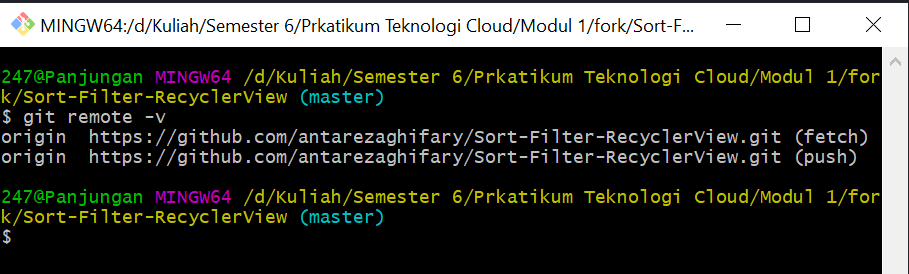 MINGW64:/d/Kuliah/Semester 6/Prkatikum Teknologi Cloud/Modul 1/fork/Sort-F...
247@Panjungan MINGW64 /d/Kuliah/Semester 6/Prkatikum Teknologi Cloud/Modul 1/for
k/Sort-Filter-RecyclerView (master)
$ git remote -v
origin  https://github.com/antarezaghifary/Sort-Filter-RecyclerView.git (fetch)
origin  https://github.com/antarezaghifary/Sort-Filter-RecyclerView.git (push)
247@Panjungan MINGW64 /d/Kuliah/Semester 6/Prkatikum Teknologi Cloud/Modul 1/for
k/Sort-Filter-RecyclerView (master)
$